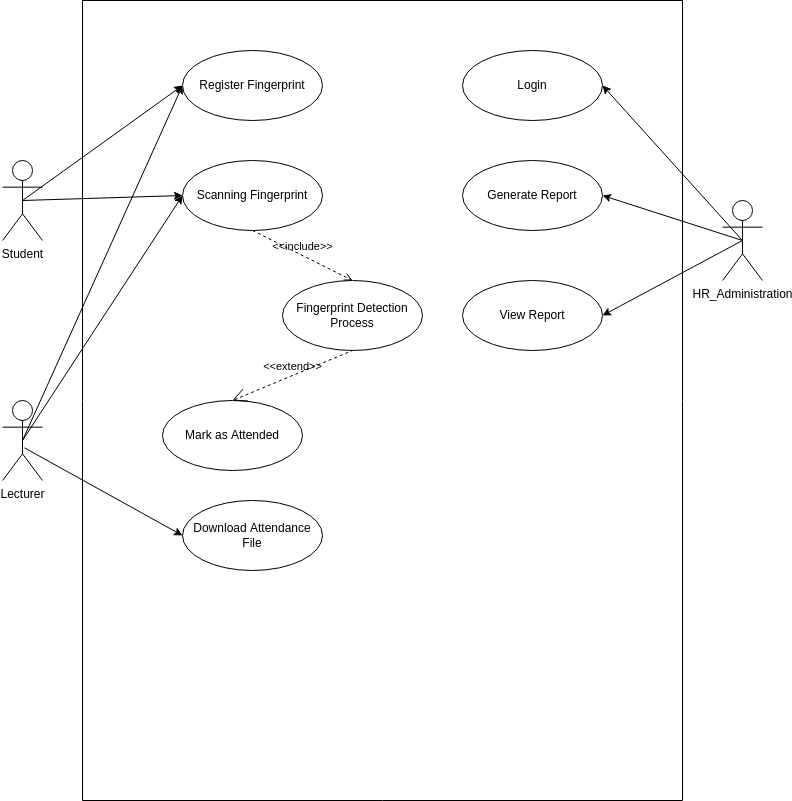 Register Fingerprint
Login
Scanning Fingerprint
Generate Report
<<include>>
Student
HR_Administration
Fingerprint Detection
Process
View Report
<<extend>>
Mark as Attended
Lecturer
Download Attendance
File